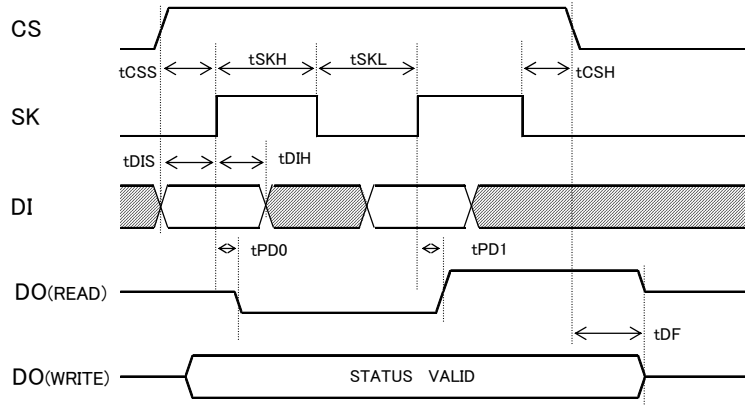 CS
tCSS
tSKH
tSKL
tCSH
SK
tDIS
tDIH
DI
tPD0
tPD1
DO(READ)
tDF
DO(WRITE)
STATUS VALID